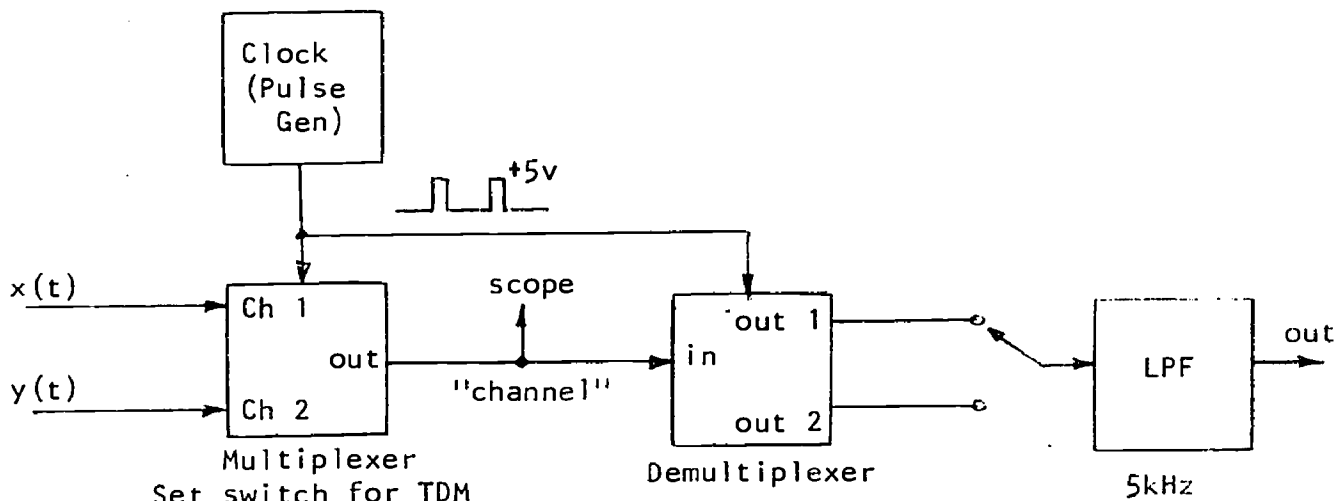 Clock
(Pulse
Gen)
+5v
x(t)
Ch 1
scope
out 1
out
out
in
LPF
"channel"
y(t)
Ch 2
out 2
Multiplexer
Demultiplexer
Set switch for TDM
5kHz